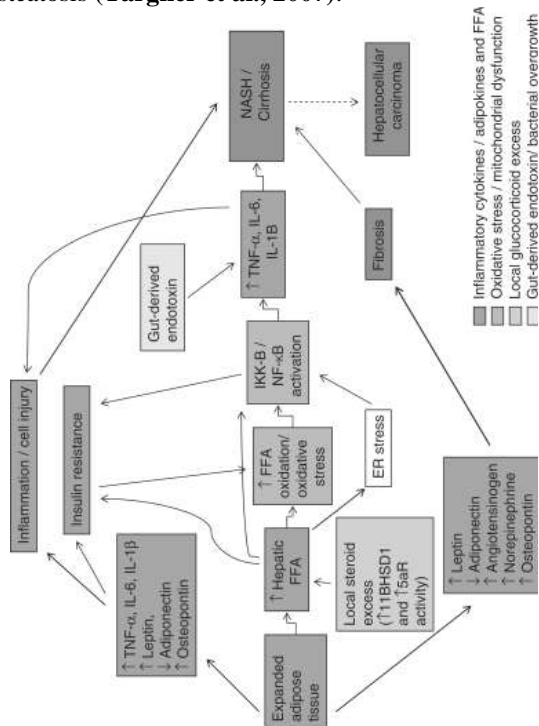 steatosis (Targher et al., 2007).
Inflammation / cell injury
Insulin resistance
↑TNF-α, IL-6, IL-1β
↑Leptin,
↓Adiponectin
↑Osteopontin
Gut-derived
endotoxin
Expanded
adipose
tissue
↑ Hepatic
FFA
↑ FFA
oxidation/
oxidative
stress
IKK-B /
NF-κB
activation
↑TNF-α, IL-6,
IL-1B
NASH /
Cirrhosis
Local steroid
excess
(↑11BHSD1
and ↑5aR
activity)
ER stress
Fibrosis
Hepatocellular
carcinoma
↑ Leptin
↓ Adiponectin
↑ Angiotensinogen
↑ Norepinephrine
↑ Osteopontin
Inflammatory cytokines / adipokines and FFA
Oxidative stress / mitochondrial dysfunction
Local glucocorticoid excess
Gut-derived endotoxin/ bacterial overgrowth